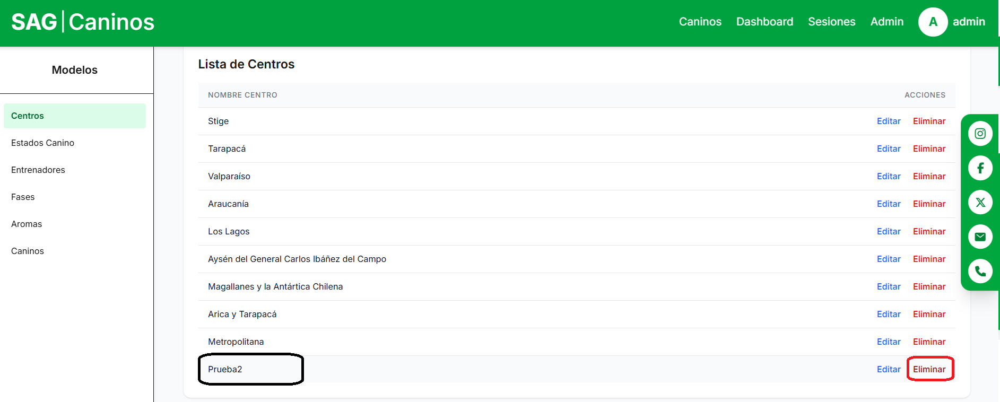 SAG|Caninos
Caninos Dashboard Sesiones Admin A admin
Modelos
Centros
Estados Canino
Entrenadores
Fases
Aromas
Caninos
Lista de Centros
NOMBRE CENTRO ACCIONES
Stige Editar Eliminar
Tarapacá Editar Eliminar
Valparaíso Editar Eliminar
Araucanía Editar Eliminar
Los Lagos Editar Eliminar
Aysén del General Carlos Ibáñez del Campo Editar Eliminar
Magallanes y la Antártica Chilena Editar Eliminar
Arica y Tarapacá Editar Eliminar
Metropolitana Editar Eliminar
Prueba2 Editar Eliminar